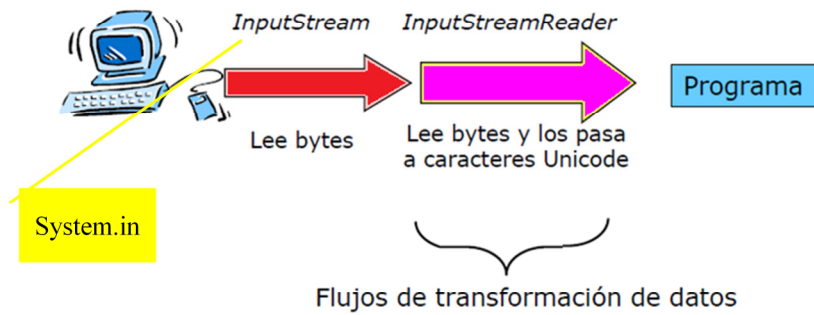 InputStream
InputStreamReader
Programa
Lee bytes
Lee bytes y los pasa
a caracteres Unicode
System.in
Flujos de transformación de datos